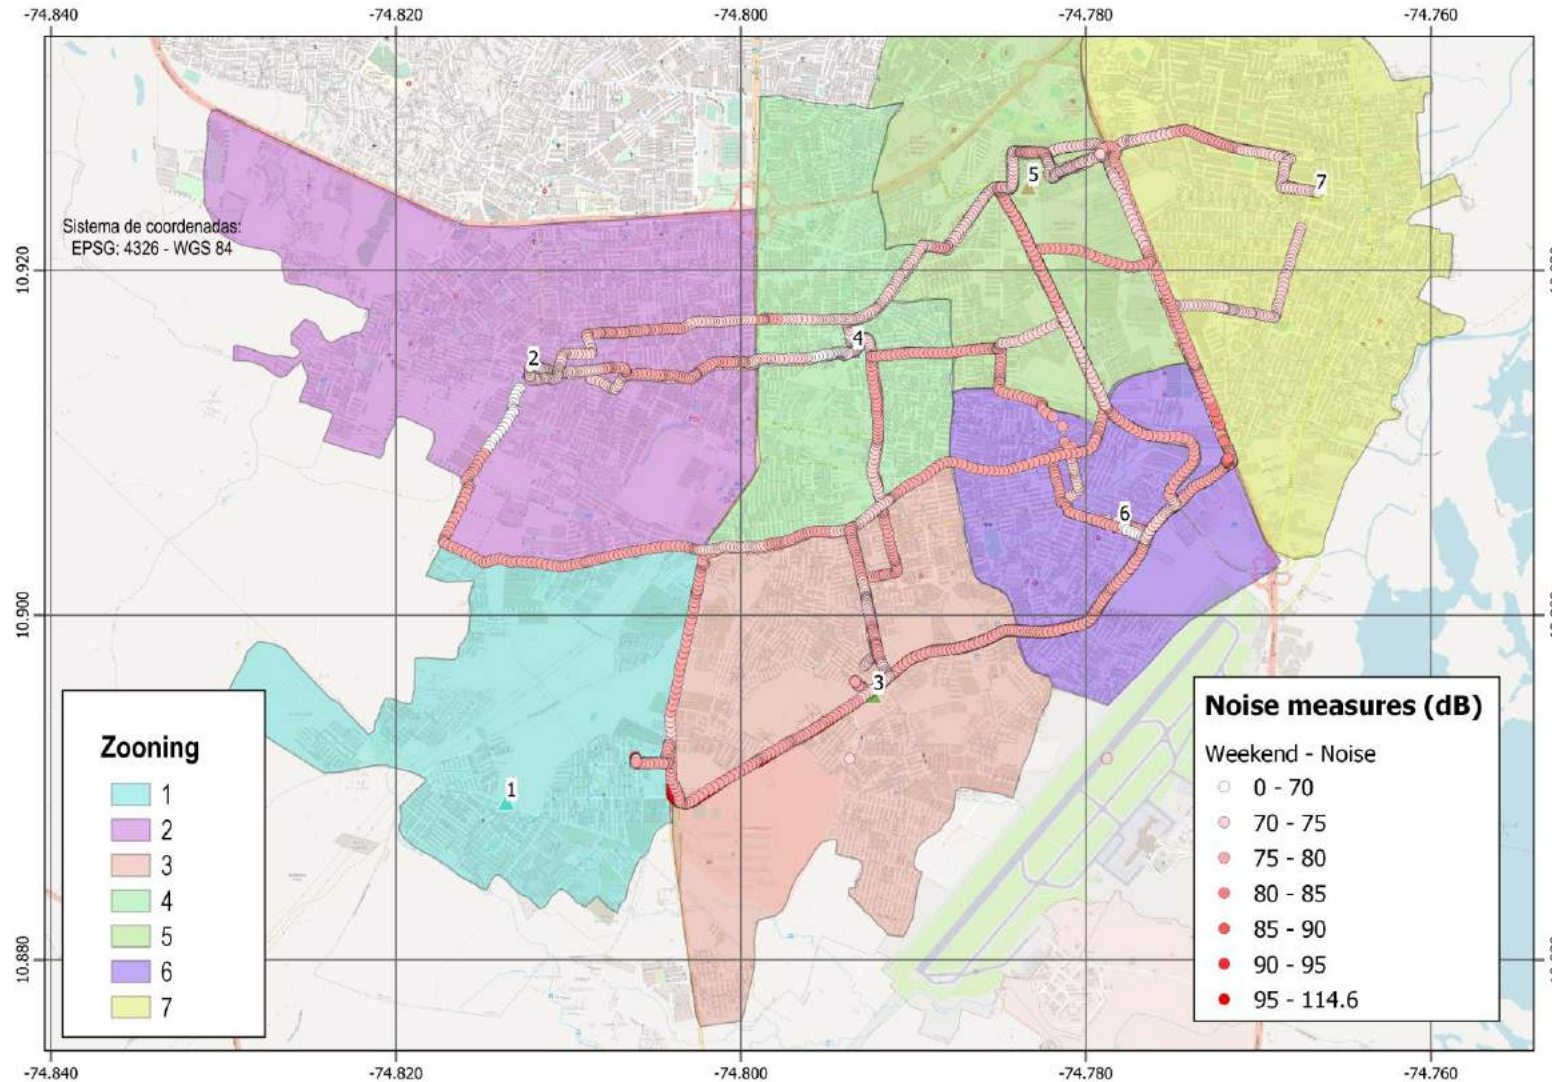 -74.840
-74.820
-74.800
-74.780
-74.760
Sistema de coordenadas:
EPSG: 4326 - WGS 84
10.920
10.900
10.880
5
7
4
2
6
3
1
Zooning
1
2
3
4
5
6
7
Noise measures (dB)
Weekend - Noise
0 - 70
70 - 75
75 - 80
80 - 85
85 - 90
90 - 95
95 - 114.6
-74.840
-74.820
-74.800
-74.780
-74.760